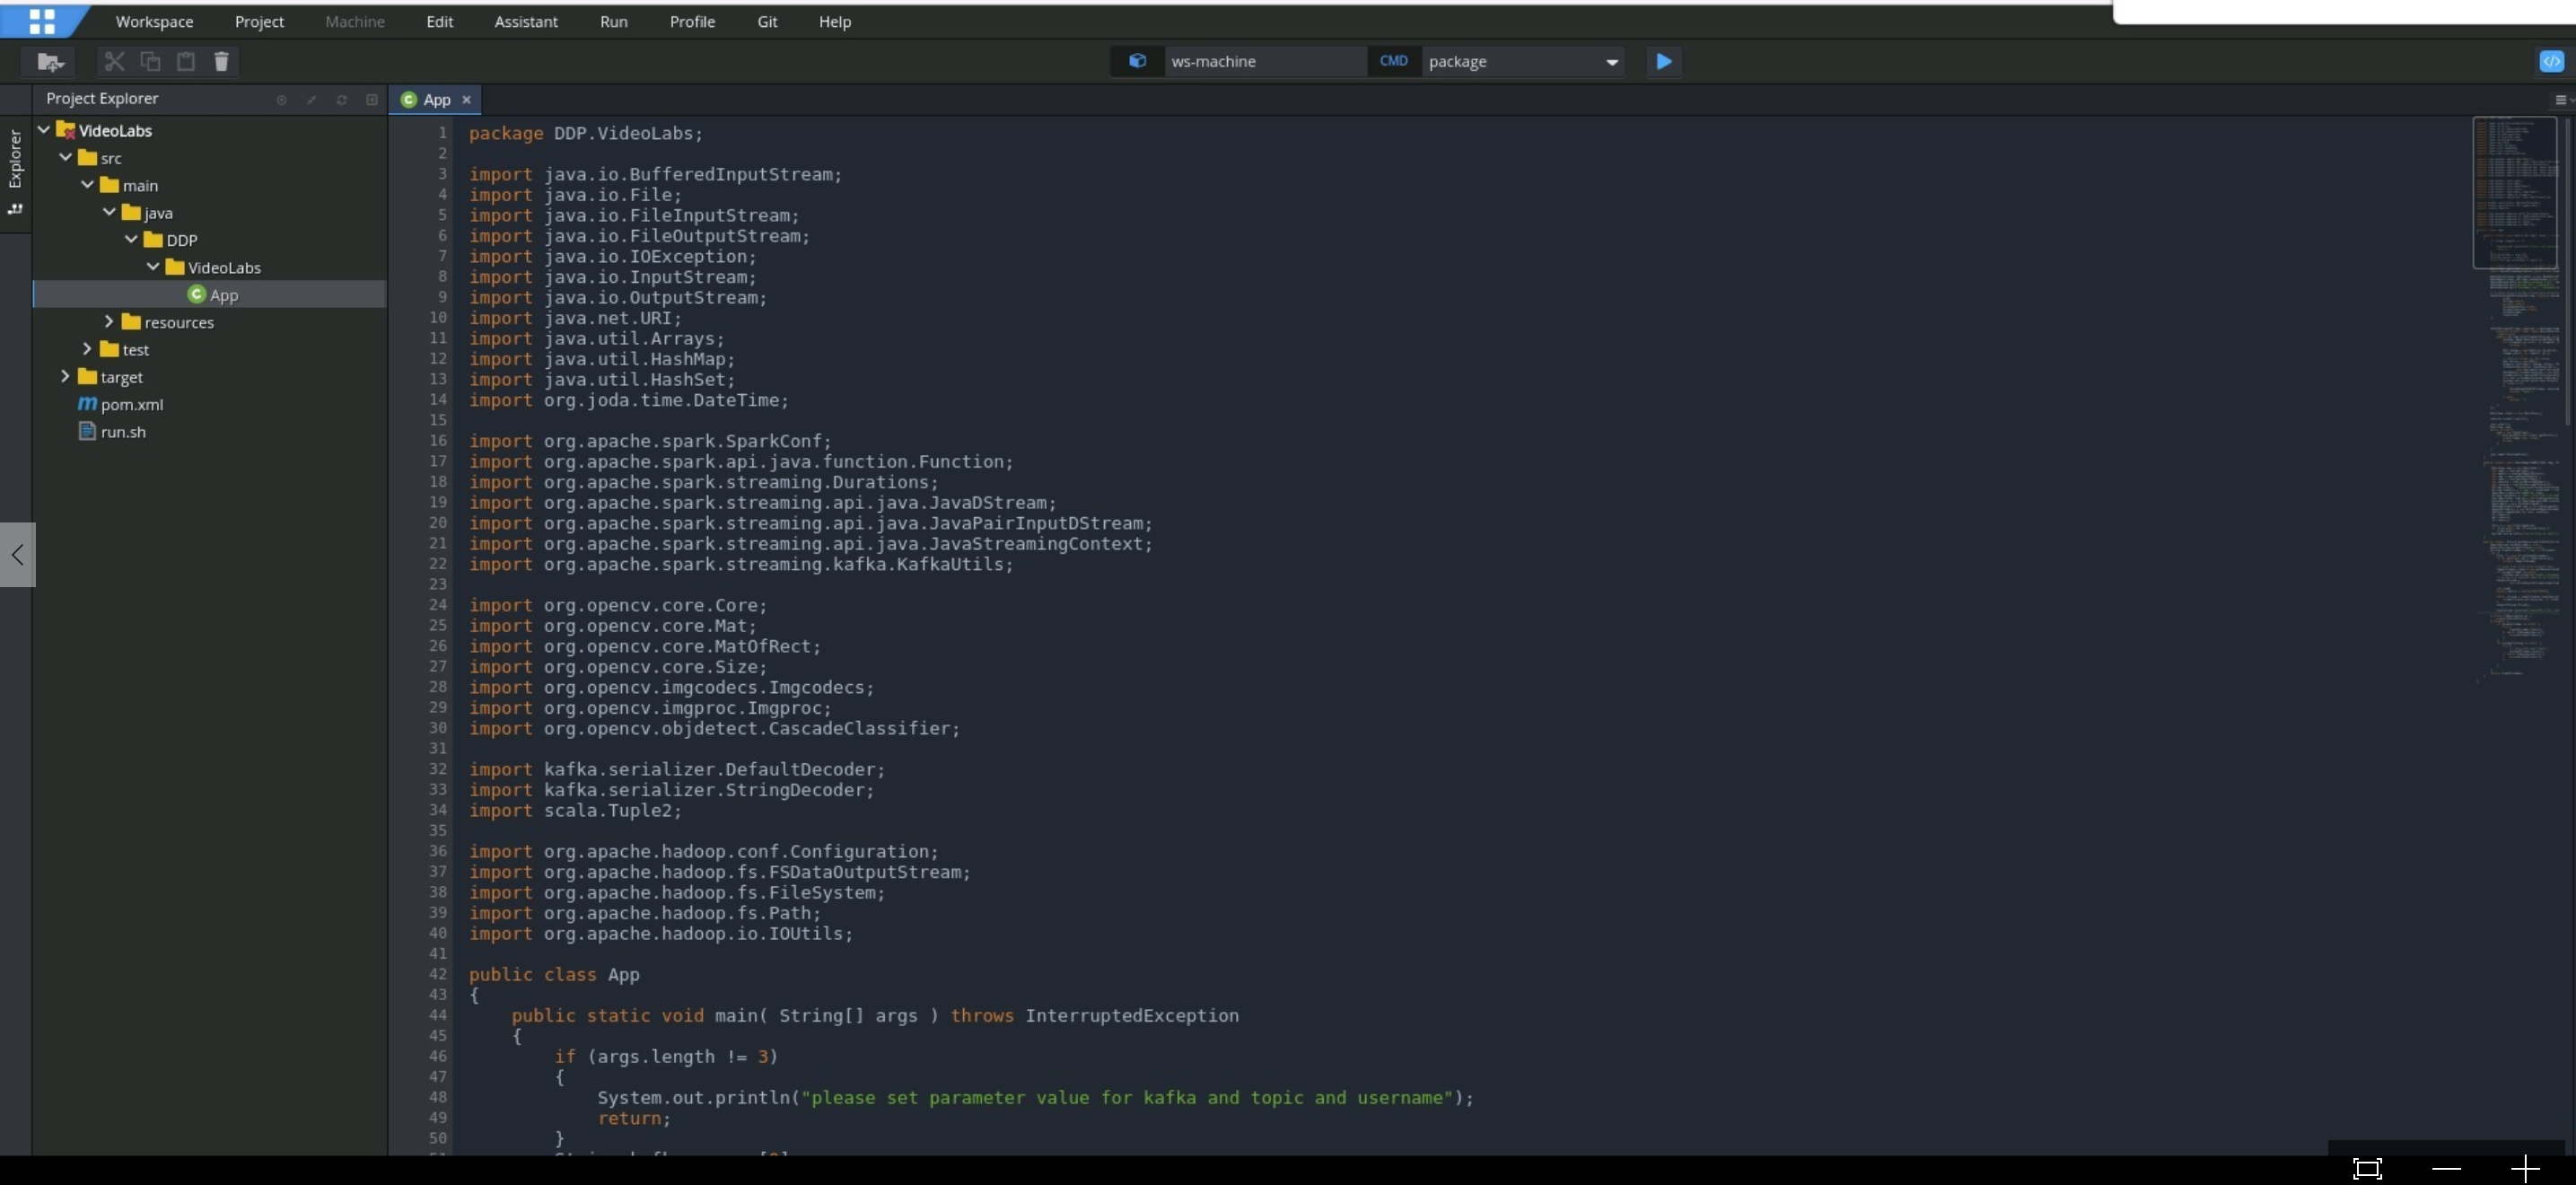 Workspace Project Machine Edit Assistant Run Profile Git Help
ws-machine CMD package
Project Explorer
Explorer
VideoLabs
src
main
java
DDP
VideoLabs
App
resources
test
target
pom.xml
run.sh
App
1 package DDP.VideoLabs;
2
3 import java.io.BufferedInputStream;
4 import java.io.File;
5 import java.io.FileInputStream;
6 import java.io.FileOutputStream;
7 import java.io.IOException;
8 import java.io.InputStream;
9 import java.io.OutputStream;
10 import java.net.URI;
11 import java.util.Arrays;
12 import java.util.HashMap;
13 import java.util.HashSet;
14 import org.joda.time.DateTime;
15
16 import org.apache.spark.SparkConf;
17 import org.apache.spark.api.java.function.Function;
18 import org.apache.spark.streaming.Durations;
19 import org.apache.spark.streaming.api.java.JavaDStream;
20 import org.apache.spark.streaming.api.java.JavaPairInputDStream;
21 import org.apache.spark.streaming.api.java.JavaStreamingContext;
22 import org.apache.spark.streaming.kafka.KafkaUtils;
23
24 import org.opencv.core.Core;
25 import org.opencv.core.Mat;
26 import org.opencv.core.MatOfRect;
27 import org.opencv.core.Size;
28 import org.opencv.imgcodecs.Imgcodecs;
29 import org.opencv.imgproc.Imgproc;
30 import org.opencv.objdetect.CascadeClassifier;
31
32 import kafka.serializer.DefaultDecoder;
33 import kafka.serializer.StringDecoder;
34 import scala.Tuple2;
35
36 import org.apache.hadoop.conf.Configuration;
37 import org.apache.hadoop.fs.FSDataOutputStream;
38 import org.apache.hadoop.fs.FileSystem;
39 import org.apache.hadoop.fs.Path;
40 import org.apache.hadoop.io.IOUtils;
41
42 public class App
43 {
44 public static void main( String[] args ) throws InterruptedException
45 {
46 if (args.length != 3)
47 {
48 System.out.println("please set parameter value for kafka and topic and username");
49 return;
50 }